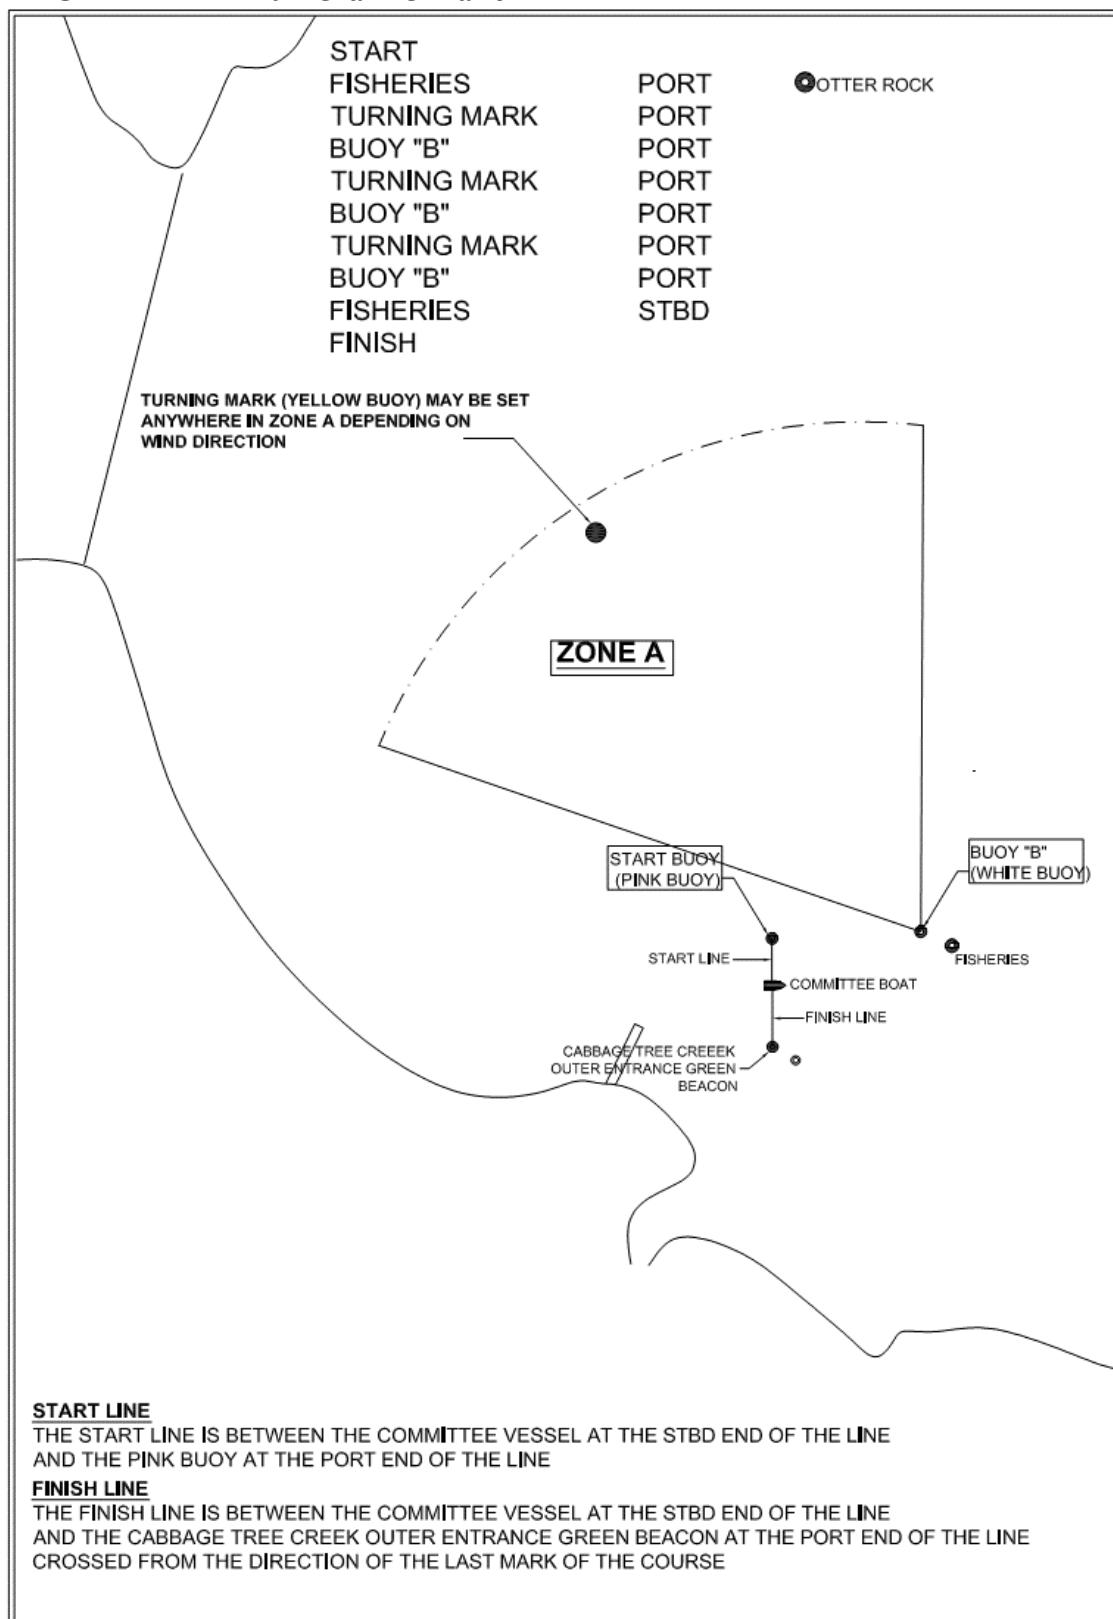 START
FISHERIES PORT
TURNING MARK PORT
BUOY "B" PORT
TURNING MARK PORT
BUOY "B" PORT
TURNING MARK PORT
BUOY "B" PORT
FISHERIES STBD
FINISH
OTTER ROCK
TURNING MARK (YELLOW BUOY) MAY BE SET
ANYWHERE IN ZONE A DEPENDING ON
WIND DIRECTION
ZONE A
START BUOY
(PINK BUOY)
BUOY "B"
(WHITE BUOY)
START LINE
FISHERIES
COMMITTEE BOAT
FINISH LINE
CABBAGE TREE CREEEK
OUTER ENTRANCE GREEN
BEACON
START LINE
THE START LINE IS BETWEEN THE COMMITTEE VESSEL AT THE STBD END OF THE LINE
AND THE PINK BUOY AT THE PORT END OF THE LINE
FINISH LINE
THE FINISH LINE IS BETWEEN THE COMMITTEE VESSEL AT THE STBD END OF THE LINE
AND THE CABBAGE TREE CREEK OUTER ENTRANCE GREEN BEACON AT THE PORT END OF THE LINE
CROSSED FROM THE DIRECTION OF THE LAST MARK OF THE COURSE